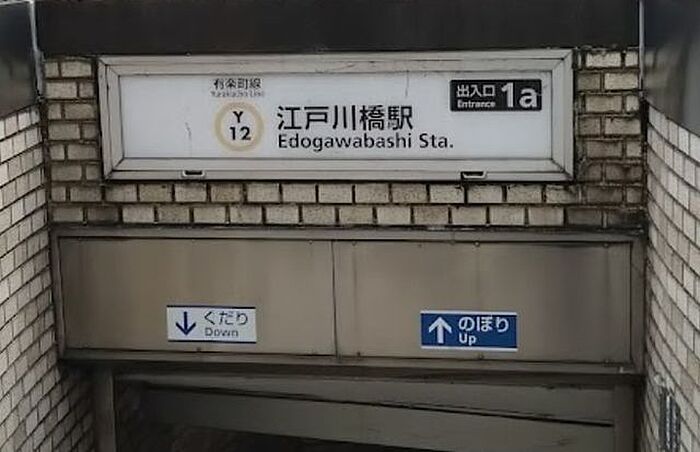 有楽町線
Yurakucho Line
Y
12
江戸川橋駅
Edogawabashi Sta.
出入口
Entrance
1a
↓ くだり
Down
↑ のぼり
Up